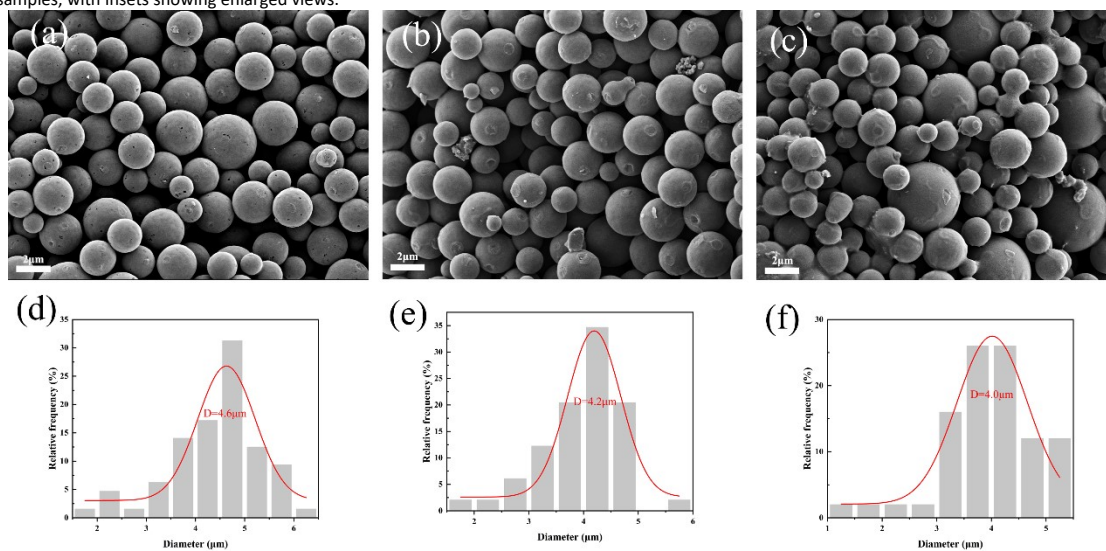 samples, with insets showing enlarged views.
(a) (b) (c)
2μm 2μm 2μm
(d) (e) (f)
35 30 25 20 15 10 5 0
Relative frequency (%)
D=4.6μm
2 3 4 5 6
Diameter (μm)
35 30 25 20 15 10 5 0
Relative frequency (%)
D=4.2μm
2 3 4 5 6
Diameter (μm)
30 20 10 0
Relative frequency (%)
D=4.0μm
1 2 3 4 5
Diameter (μm)